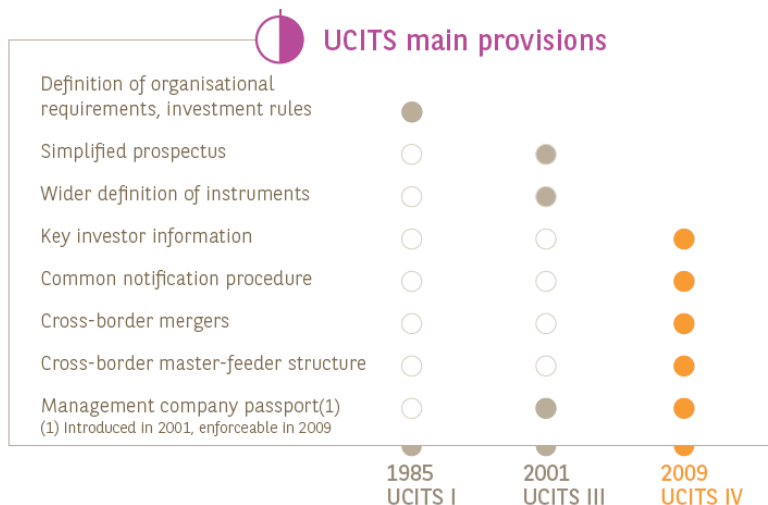 UCITS main provisions
Definition of organisational
requirements, investment rules
Simplified prospectus
Wider definition of instruments
Key investor information
Common notification procedure
Cross-border mergers
Cross-border master-feeder structure
Management company passport(1)
(1) Introduced in 2001, enforceable in 2009
1985 2001 2009
UCITS I UCITS III UCITS IV